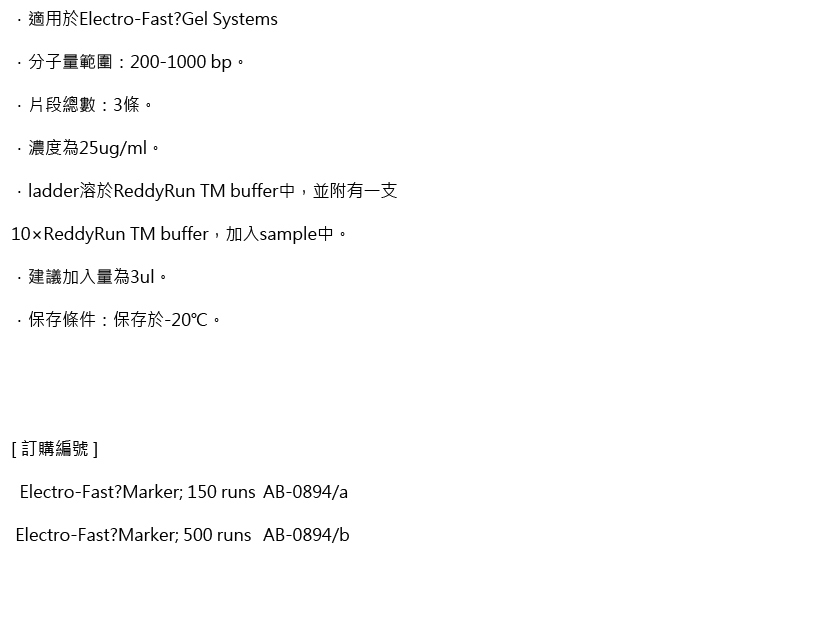 ．適用於Electro-Fast?Gel Systems
．分子量範圍：200-1000 bp。
．片段總數：3條。
．濃度為25ug/ml。
．ladder溶於ReddyRun TM buffer中，並附有一支
10×ReddyRun TM buffer，加入sample中。
．建議加入量為3ul。
．保存條件：保存於-20℃。
[ 訂購編號 ]
Electro-Fast?Marker; 150 runs AB-0894/a
Electro-Fast?Marker; 500 runs AB-0894/b